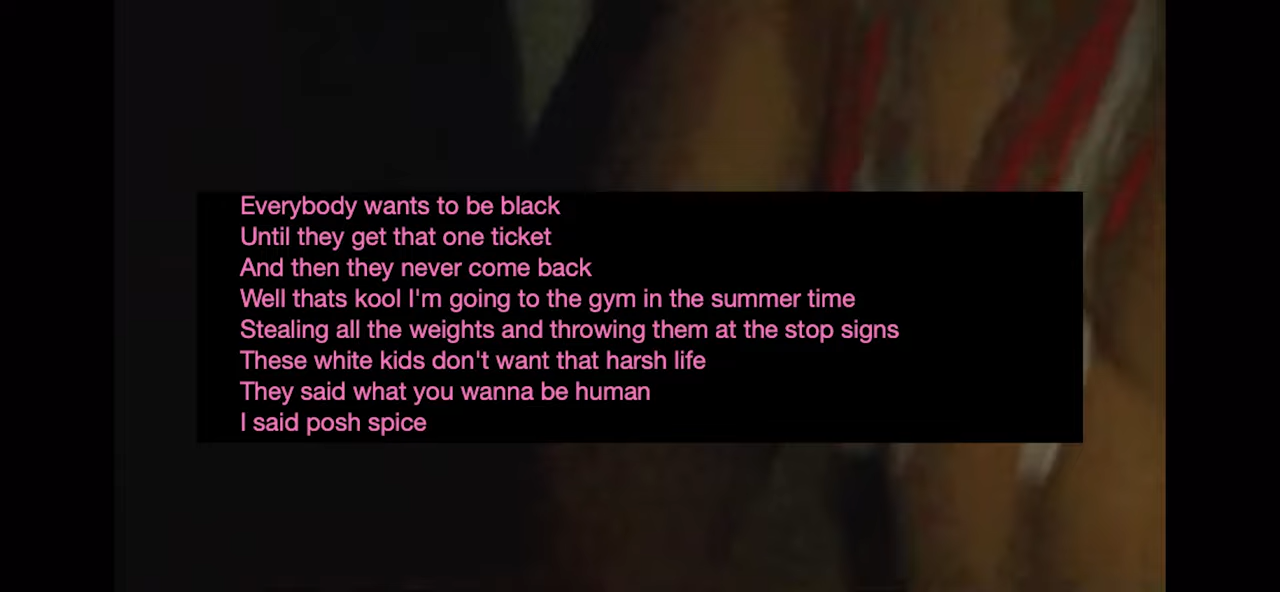 Everybody wants to be black
Until they get that one ticket
And then they never come back
Well thats kool I'm going to the gym in the summer time
Stealing all the weights and throwing them at the stop signs
These white kids don't want that harsh life
They said what you wanna be human
I said posh spice